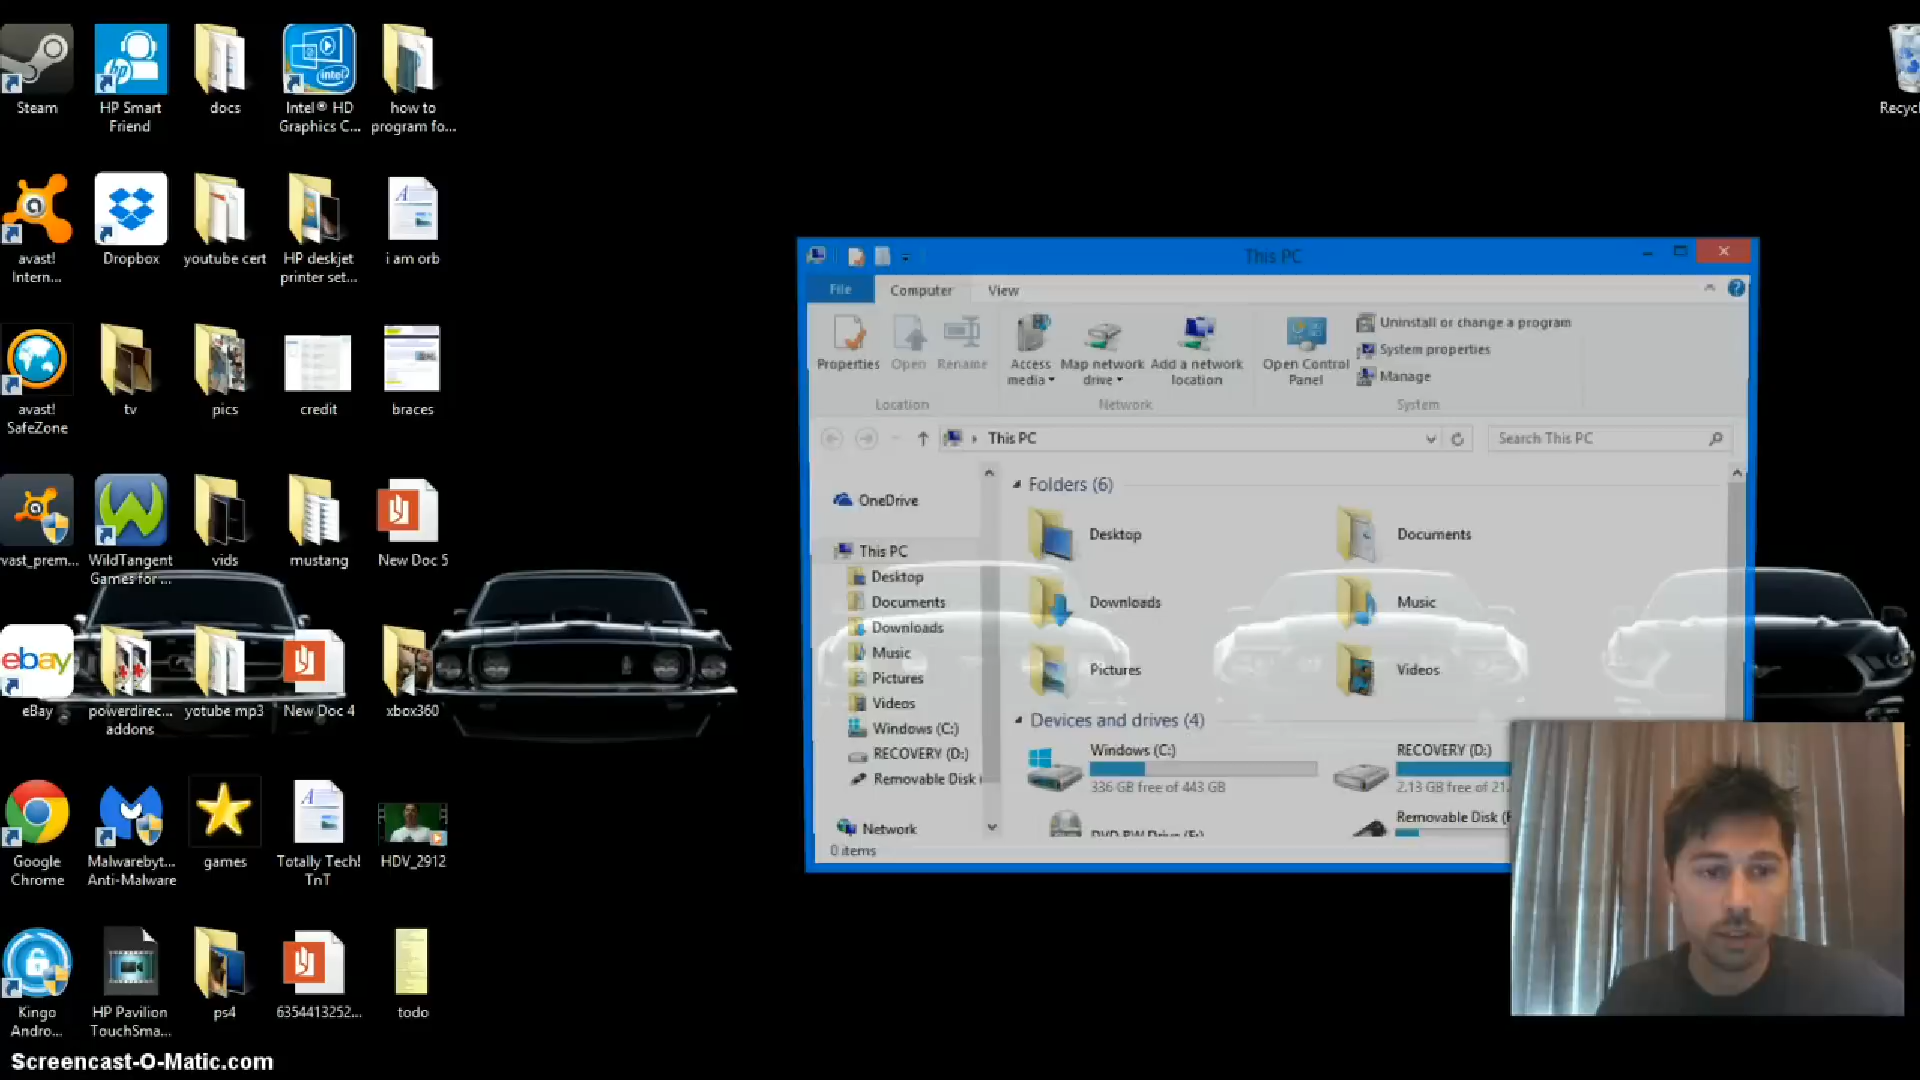 Steam
HP Smart
Friend
docs
Intel® HD
Graphics C...
how to
program fo...
Recycl
avast!
Intern...
Dropbox
youtube cert
HP deskjet
printer set...
i am orb
avast!
SafeZone
tv
pics
credit
braces
vast_prem...
WildTangent
Games for ...
vids
mustang
New Doc 5
ebay
eBay
powerdirec...
addons
yotube mp3
New Doc 4
xbox360
Google
Chrome
Malwarebyt...
Anti-Malware
games
Totally Tech!
TnT
HDV_2912
Kingo
Andro...
HP Pavilion
TouchSma...
ps4
6354413252...
todo
Screencast-O-Matic.com
This PC
File
Computer
View
Properties
Open
Rename
Access
media
Map network
drive
Add a network
location
Open Control
Panel
Uninstall or change a program
System properties
Manage
Location
Network
System
This PC
Search This PC
OneDrive
This PC
Desktop
Documents
Downloads
Music
Pictures
Videos
Windows (C:)
RECOVERY (D:)
Removable Disk
Network
Folders (6)
Desktop
Documents
Downloads
Music
Pictures
Videos
Devices and drives (4)
Windows (C:)
336 GB free of 443 GB
RECOVERY (D:)
2.13 GB free of 21.
DVD RW Drive (E:)
Removable Disk (F
0 items